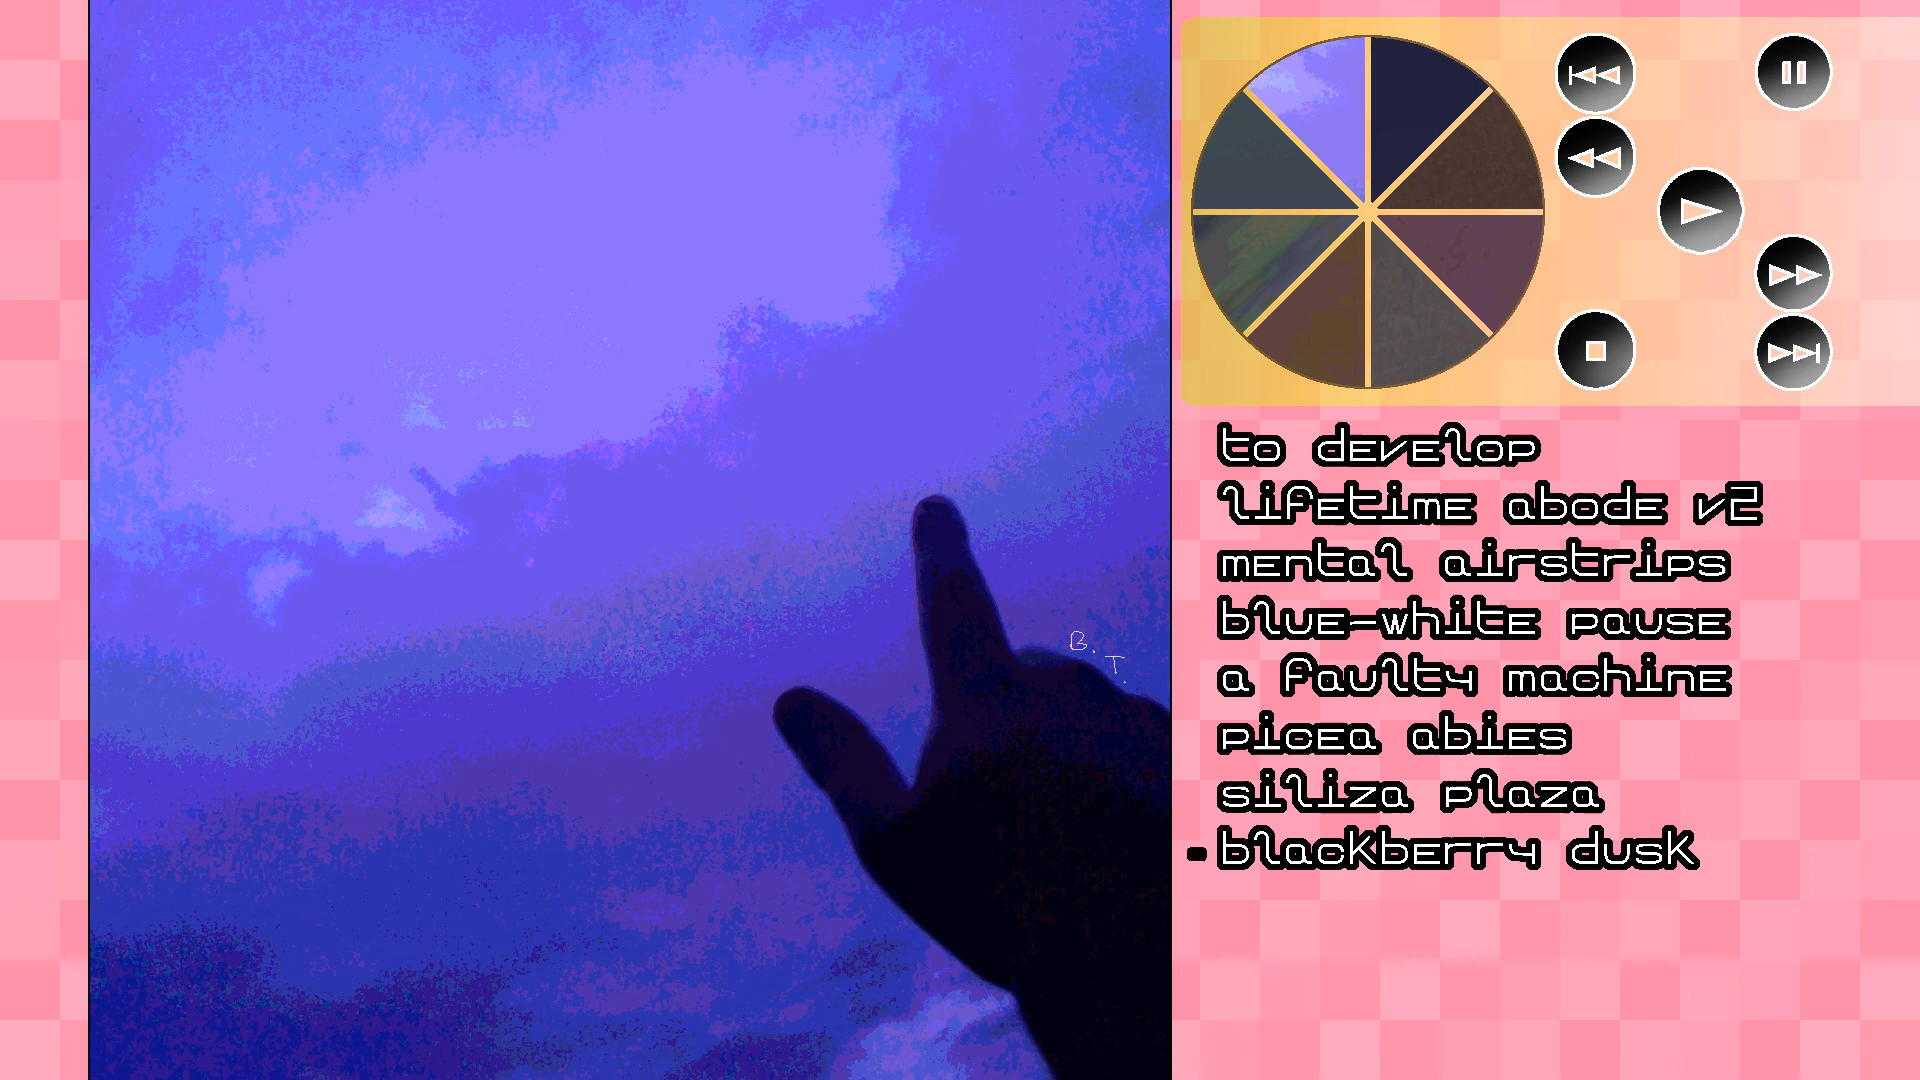 B.
T.
to develop
lifetime abode v2
mental airstrips
blue-white pause
a faulty machine
picea abies
siliza plaza
blackberry dusk